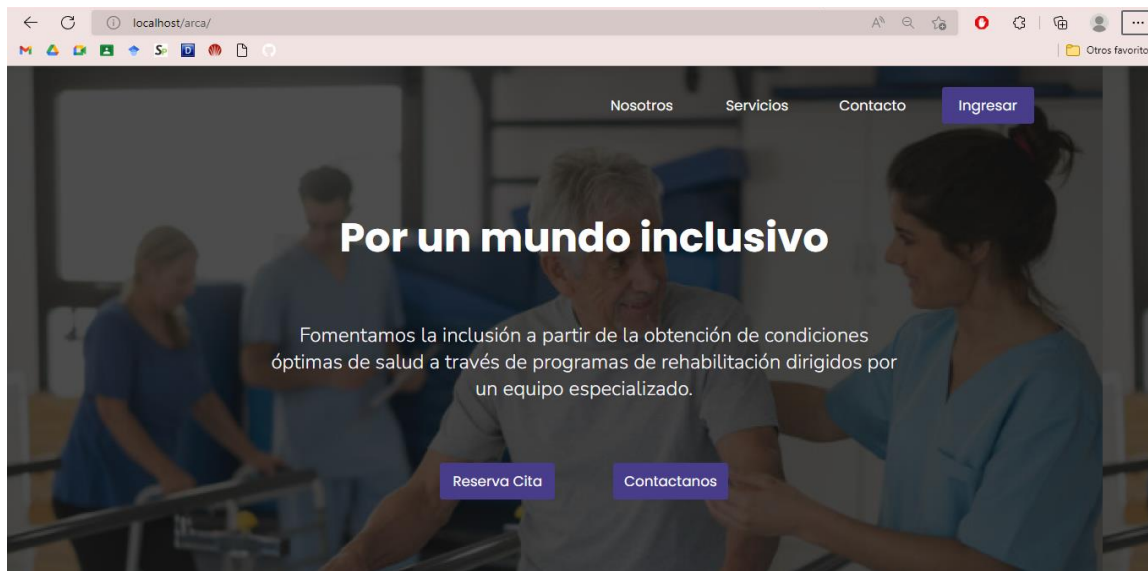 localhost/arca/
Otros favorito
Nosotros Servicios Contacto Ingresar
Por un mundo inclusivo
Fomentamos la inclusión a partir de la obtención de condiciones
óptimas de salud a través de programas de rehabilitación dirigidos por
un equipo especializado.
Reserva Cita Contactanos